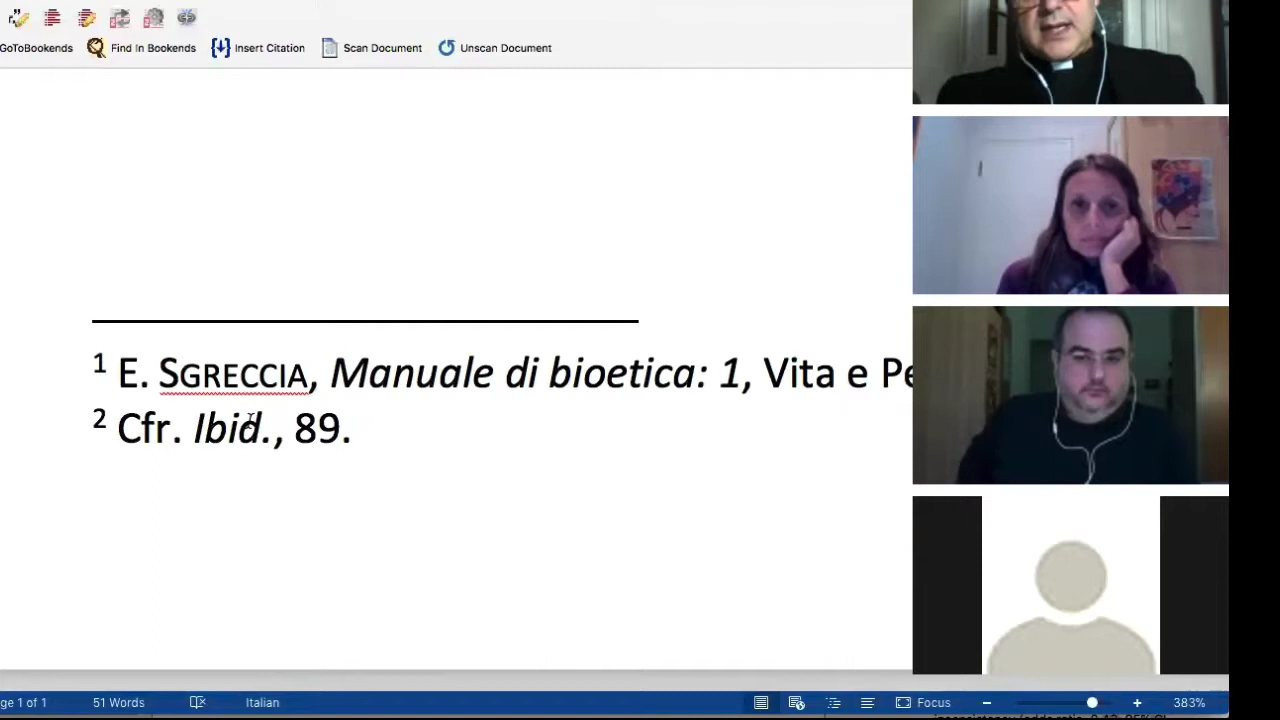 GoToBookends Find In Bookends Insert Citation Scan Document Unscan Document
1 E. SGRECCIA, Manuale di bioetica: 1, Vita e Pe
2 Cfr. Ibid., 89.
ge 1 of 1 51 Words Italian Focus 383%